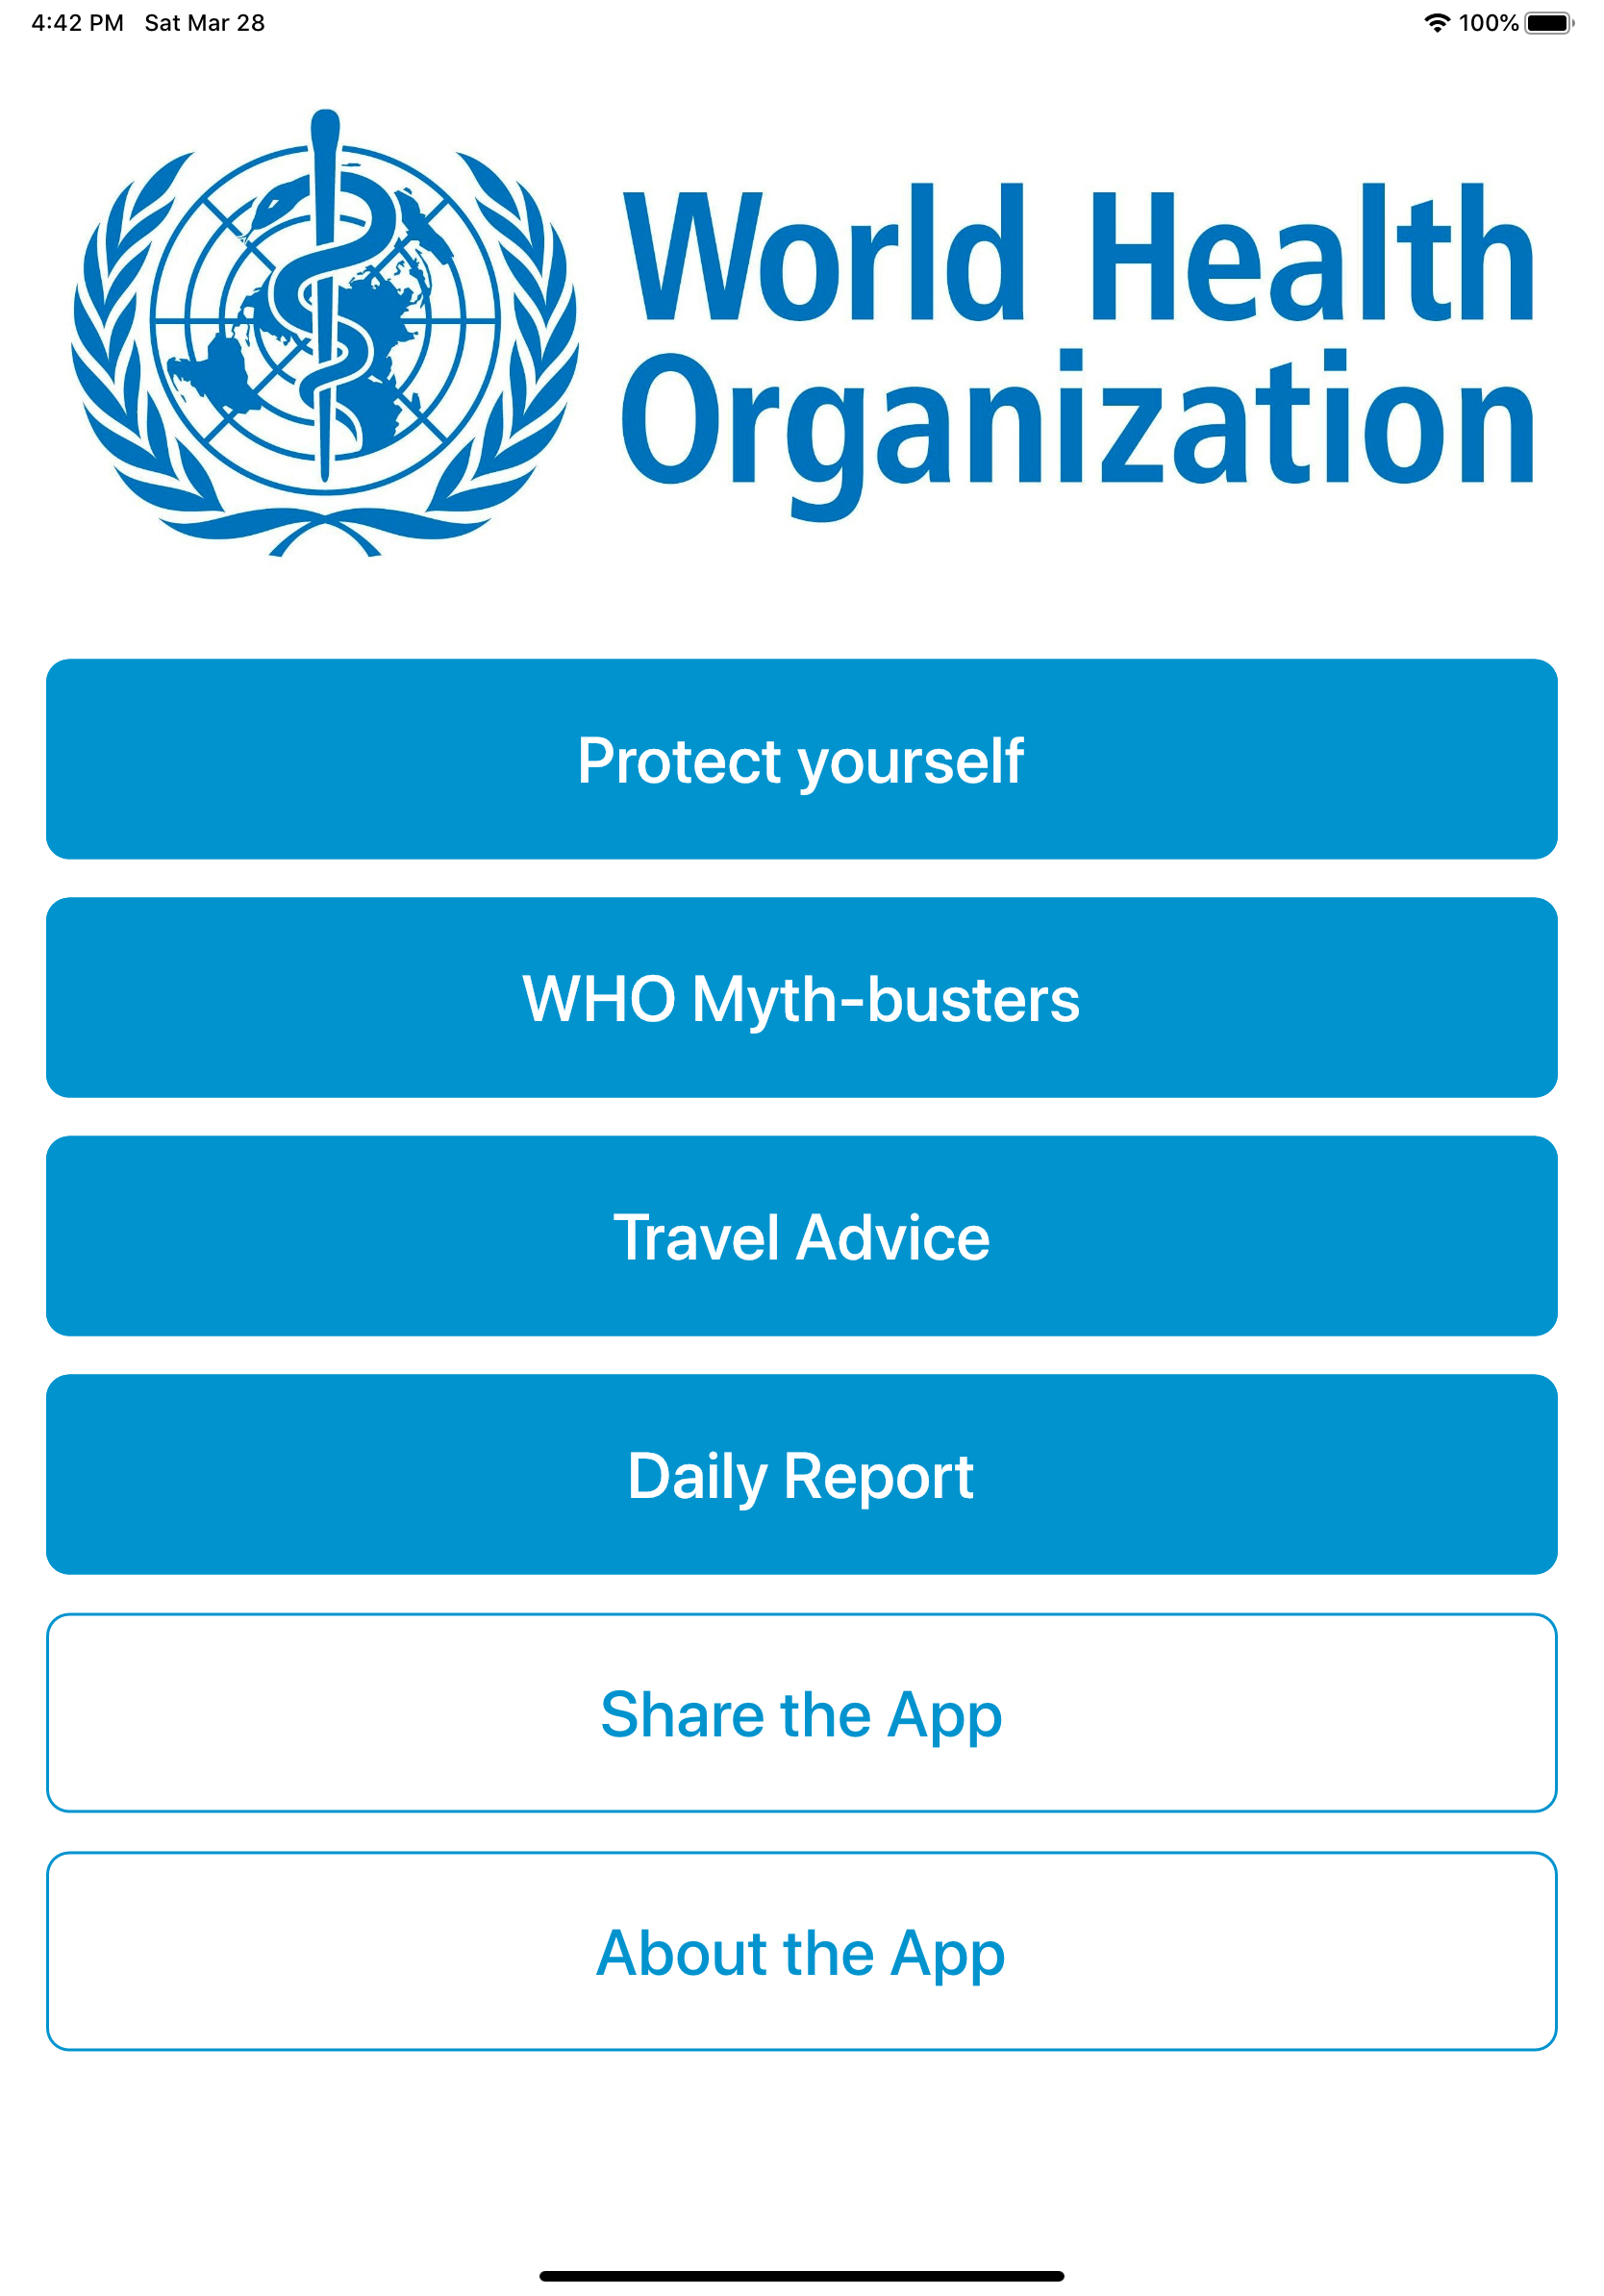 4:42 PM Sat Mar 28 100%
World Health
Organization
Protect yourself
WHO Myth-busters
Travel Advice
Daily Report
Share the App
About the App